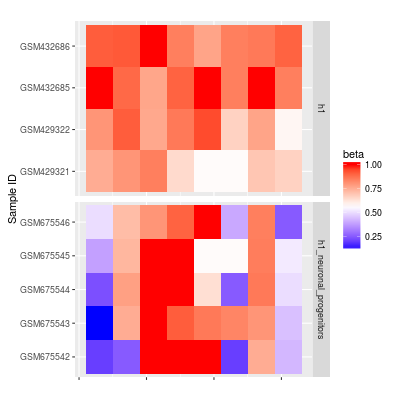 GSM432686
GSM432685
GSM429322
GSM429321
h1
Sample ID
GSM675546
GSM675545
GSM675544
GSM675543
GSM675542
h1_neuronal_progenitors
beta
1.00
0.75
0.50
0.25